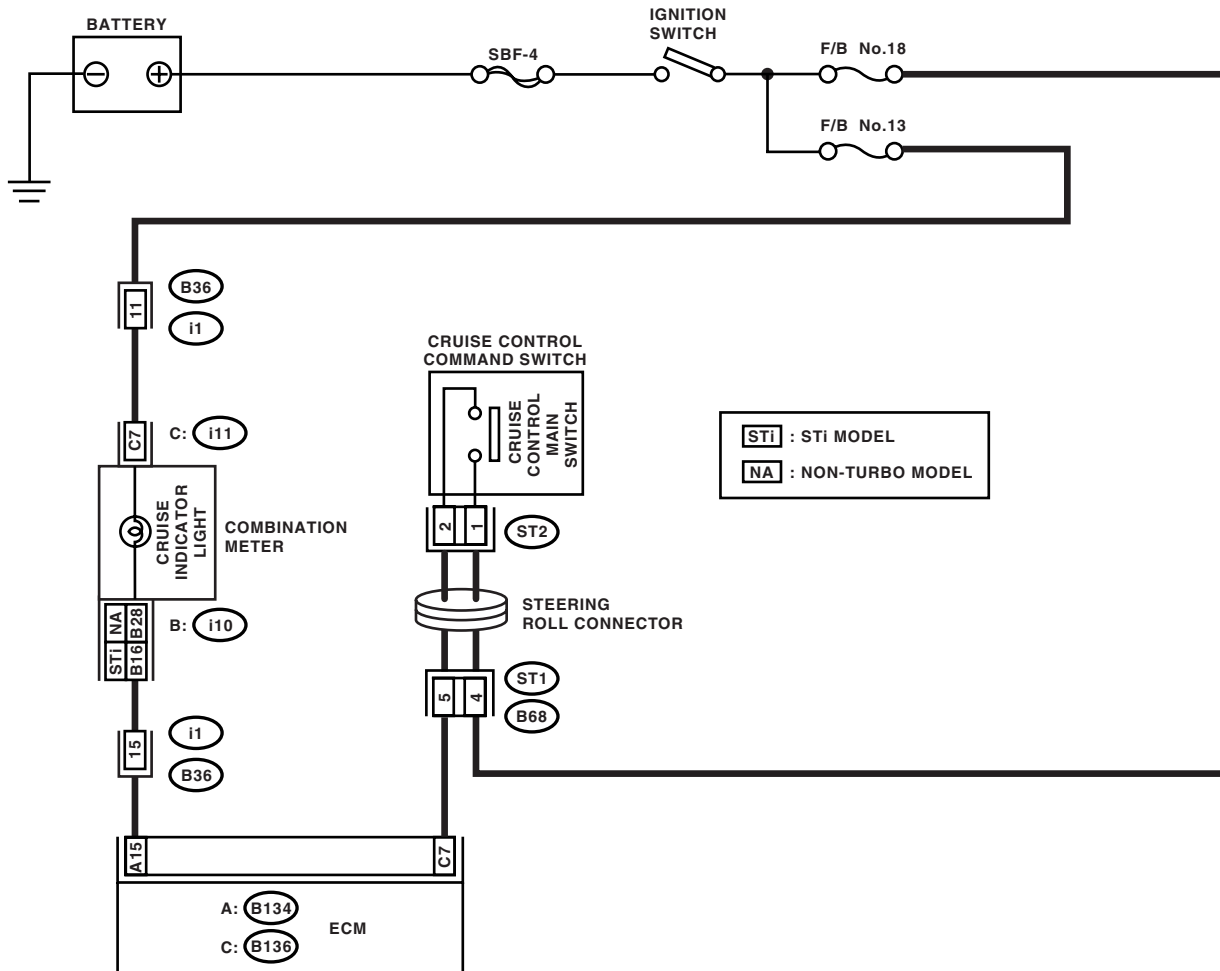 BATTERY
IGNITION
SWITCH
SBF-4
F/B No.18
F/B No.13
11
B36
i1
C7
C: i11
CRUISE
INDICATOR
LIGHT
COMBINATION
METER
STi NA
B16 B28
B: i10
15
i1
B36
CRUISE CONTROL
COMMAND SWITCH
CRUISE
CONTROL
MAIN
SWITCH
2
1
ST2
STEERING
ROLL CONNECTOR
5
4
ST1
B68
STi : STi MODEL
NA : NON-TURBO MODEL
A15
C7
A: B134
C: B136
ECM